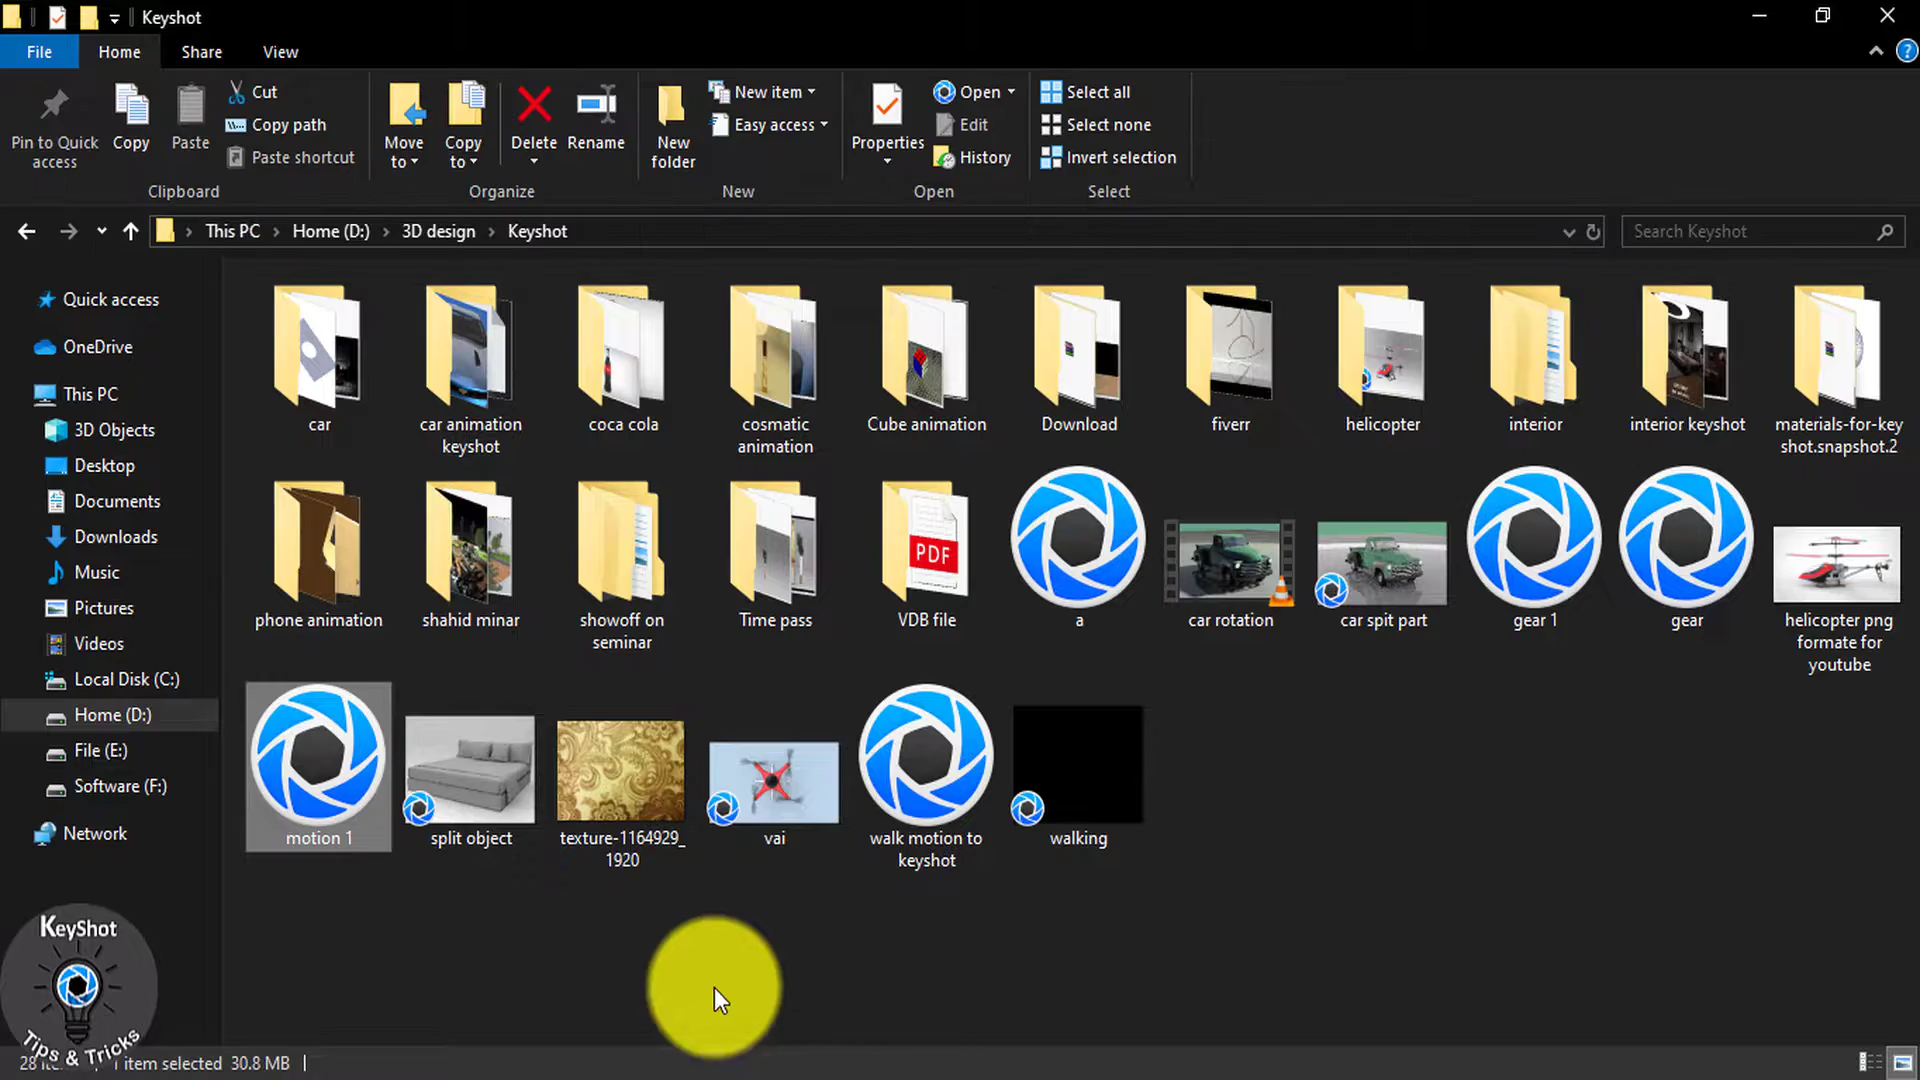 Keyshot
File Home Share View
Pin to Quick access
Copy
Paste
Cut
Copy path
Paste shortcut
Clipboard
Move to
Copy to
Delete
Rename
Organize
New folder
New item
Easy access
New
Properties
Open
Edit
History
Open
Select all
Select none
Invert selection
Select
This PC Home (D:) 3D design Keyshot
Search Keyshot
Quick access
OneDrive
This PC
3D Objects
Desktop
Documents
Downloads
Music
Pictures
Videos
Local Disk (C:)
Home (D:)
File (E:)
Software (F:)
Network
car
car animation
keyshot
coca cola
cosmatic
animation
Cube animation
Download
fiverr
helicopter
interior
interior keyshot
materials-for-key
shot.snapshot.2
phone animation
shahid minar
showoff on
seminar
Time pass
PDF
VDB file
a
car rotation
car spit part
gear 1
gear
helicopter png
formate for
youtube
motion 1
split object
texture-1164929_
1920
vai
walk motion to
keyshot
walking
KeyShot
Tips & Tricks
28 item selected 30.8 MB